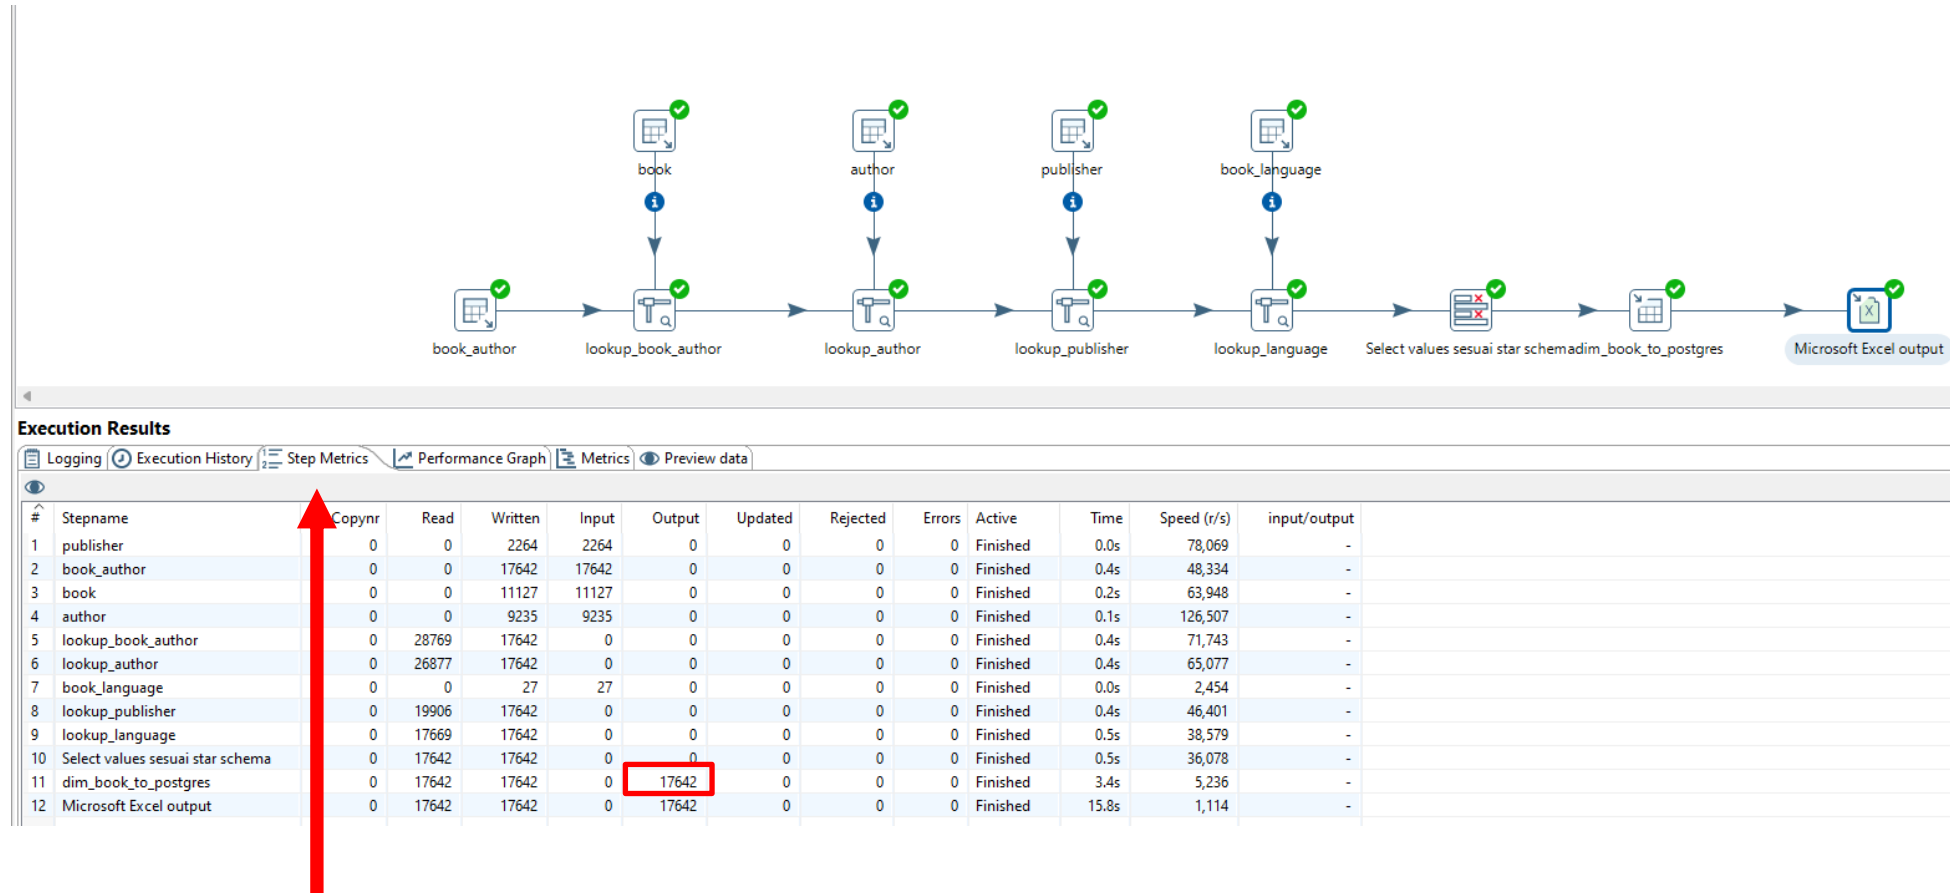 book author publisher book_language
book_author lookup_book_author lookup_author lookup_publisher lookup_language Select values sesuai star schema dim_book_to_postgres Microsoft Excel output
Execution Results
Logging Execution History Step Metrics Performance Graph Metrics Preview data
# Stepname Copynr Read Written Input Output Updated Rejected Errors Active Time Speed (r/s) input/output
1 publisher 0 0 2264 2264 0 0 0 0 Finished 0.0s 78,069 -
2 book_author 0 0 17642 17642 0 0 0 0 Finished 0.4s 48,334 -
3 book 0 0 11127 11127 0 0 0 0 Finished 0.2s 63,948 -
4 author 0 0 9235 9235 0 0 0 0 Finished 0.1s 126,507 -
5 lookup_book_author 0 28769 17642 0 0 0 0 0 Finished 0.4s 71,743 -
6 lookup_author 0 26877 17642 0 0 0 0 0 Finished 0.4s 65,077 -
7 book_language 0 0 27 27 0 0 0 0 Finished 0.0s 2,454 -
8 lookup_publisher 0 19906 17642 0 0 0 0 0 Finished 0.4s 46,401 -
9 lookup_language 0 17669 17642 0 0 0 0 0 Finished 0.5s 38,579 -
10 Select values sesuai star schema 0 17642 17642 0 0 0 0 0 Finished 0.5s 36,078 -
11 dim_book_to_postgres 0 17642 17642 0 17642 0 0 0 Finished 3.4s 5,236 -
12 Microsoft Excel output 0 17642 17642 0 17642 0 0 0 Finished 15.8s 1,114 -